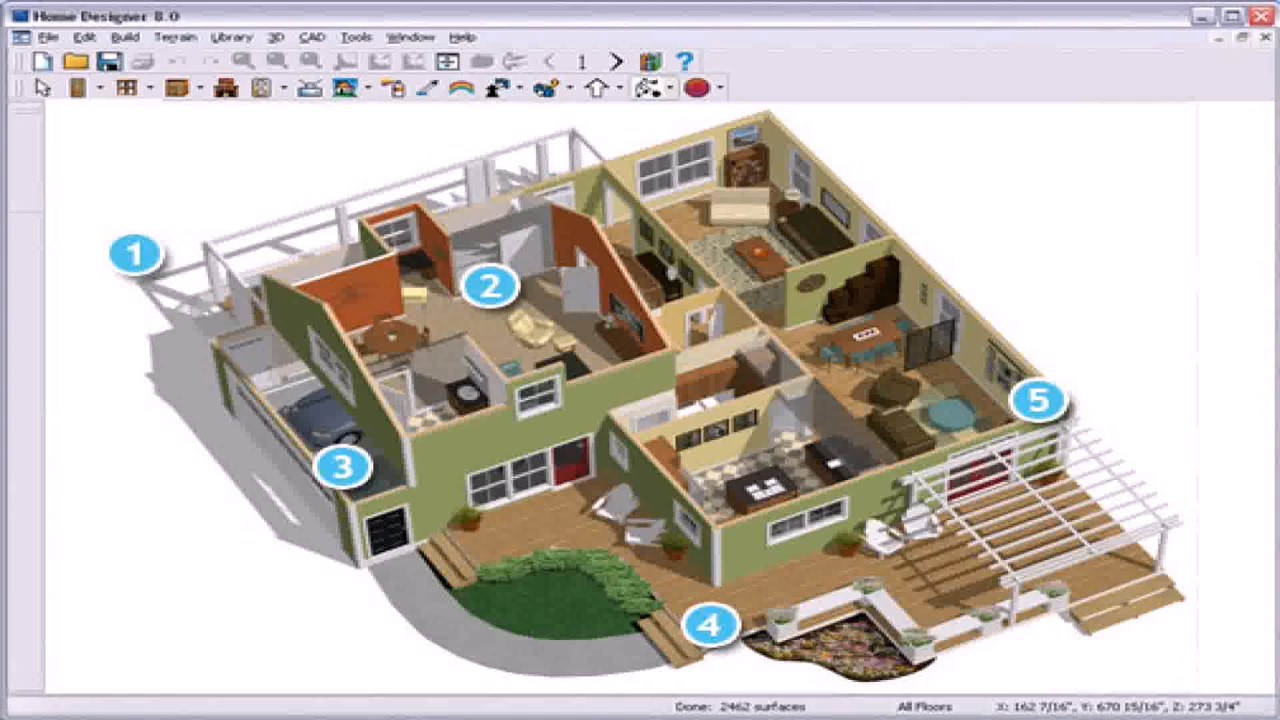 Home Designer 8.0
File Edit Build Terrain Library 3D CAD Tools Window Help
1
1
2
3
4
5
Done: 2462 surfaces All Floors X: 162 7/16", Y: 670 15/16", Z: 273 3/4"